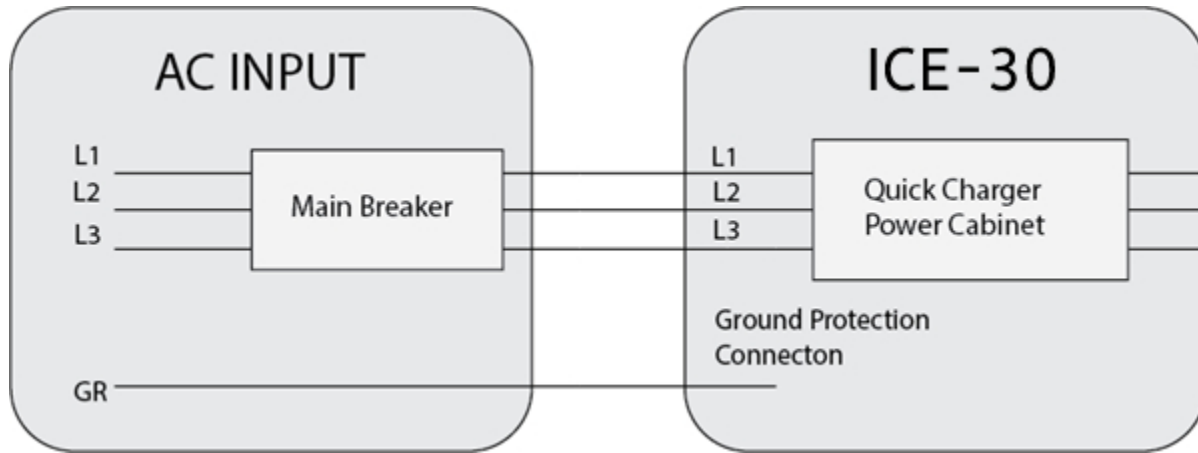 AC INPUT
L1
L2
L3
Main Breaker
GR
ICE-30
L1
L2
L3
Quick Charger
Power Cabinet
Ground Protection
Connecton